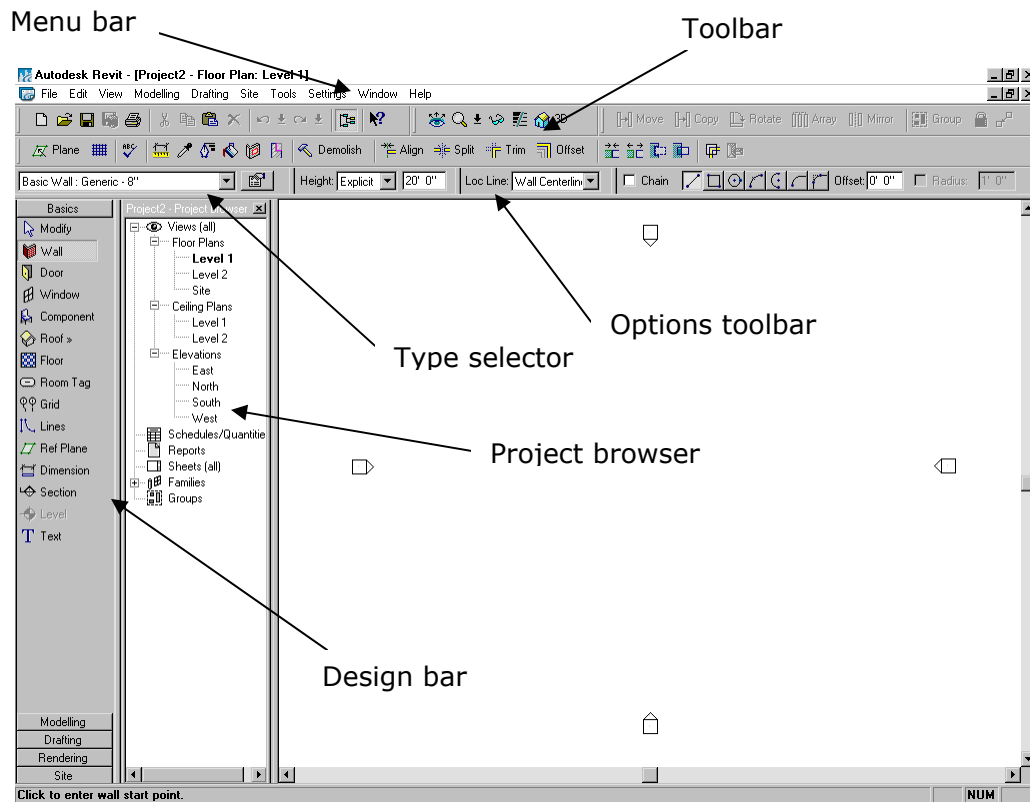 Menu bar
Toolbar
Autodesk Revit - [Project2 - Floor Plan: Level 1]
File Edit View Modelling Drafting Site Tools Settings Window Help
3D Move Copy Rotate Array Mirror Group
Plane Demolish Align Split Trim Offset
Basic Wall : Generic - 8" Height: Explicit 20' 0" Loc Line: Wall Centerlin Chain Offset: 0' 0" Radius: 1' 0"
Basics
Modify
Wall
Door
Window
Component
Roof »
Floor
Room Tag
Grid
Lines
Ref Plane
Dimension
Section
Level
Text
Modelling
Drafting
Rendering
Site
Project2 - Project browser
Views (all)
Floor Plans
Level 1
Level 2
Site
Ceiling Plans
Level 1
Level 2
Elevations
East
North
South
West
Schedules/Quantitie
Reports
Sheets (all)
Families
Groups
Options toolbar
Type selector
Project browser
Design bar
Click to enter wall start point.
NUM